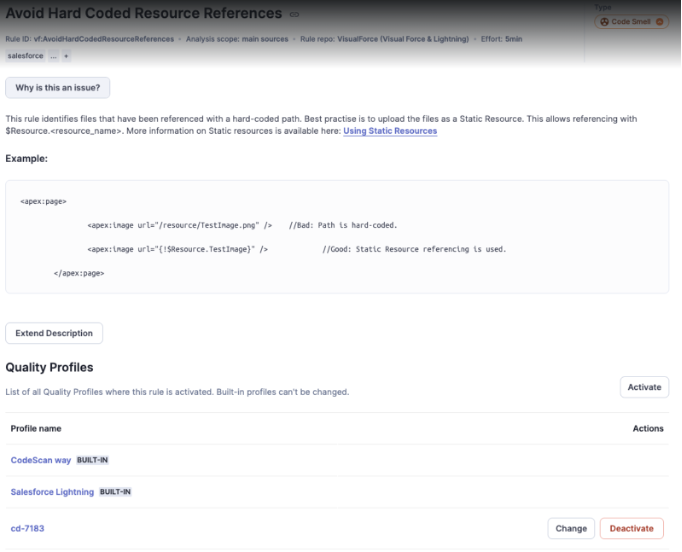 Avoid Hard Coded Resource References
Type
Code Smell
Rule ID: vf:AvoidHardCodedResourceReferences • Analysis scope: main sources • Rule repo: VisualForce (Visual Force & Lightning) • Effort: 5min
salesforce ... +
Why is this an issue?
This rule identifies files that have been referenced with a hard-coded path. Best practise is to upload the files as a Static Resource. This allows referencing with
$Resource.<resource_name>. More information on Static resources is available here: Using Static Resources
Example:
<apex:page>
<apex:image url="/resource/TestImage.png" /> //Bad: Path is hard-coded.
<apex:image url="{!$Resource.TestImage}" /> //Good: Static Resource referencing is used.
</apex:page>
Extend Description
Quality Profiles
List of all Quality Profiles where this rule is activated. Built-in profiles can't be changed.
Activate
Profile name Actions
CodeScan way BUILT-IN
Salesforce Lightning BUILT-IN
cd-7183 Change Deactivate